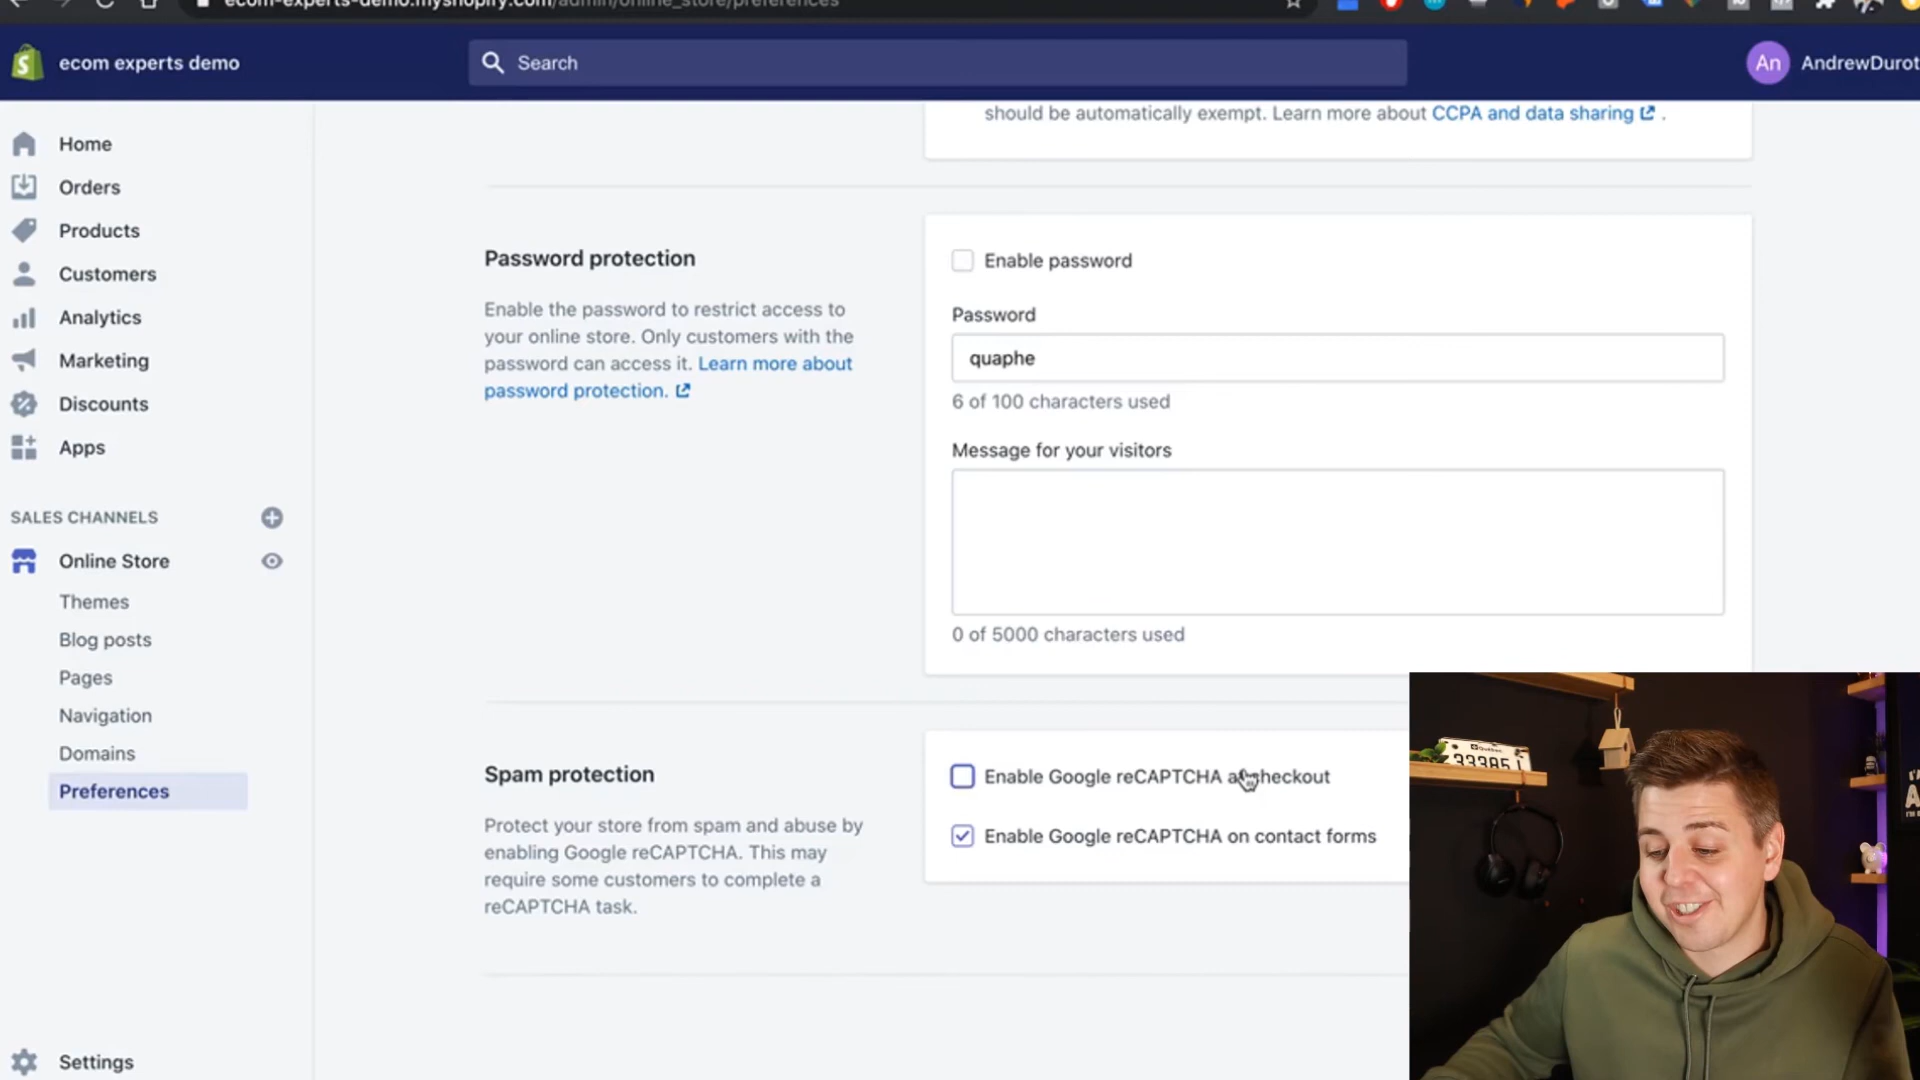 ecom-experts-demo.myshopify.com/admin/online_store/preferences
ecom experts demo
Search
An
AndrewDurot
should be automatically exempt. Learn more about CCPA and data sharing .
Home
Orders
Products
Customers
Analytics
Marketing
Discounts
Apps
SALES CHANNELS
Online Store
Themes
Blog posts
Pages
Navigation
Domains
Preferences
Settings
Password protection
Enable the password to restrict access to
your online store. Only customers with the
password can access it. Learn more about
password protection.
Enable password
Password
quaphe
6 of 100 characters used
Message for your visitors
0 of 5000 characters used
Spam protection
Protect your store from spam and abuse by
enabling Google reCAPTCHA. This may
require some customers to complete a
reCAPTCHA task.
Enable Google reCAPTCHA at checkout
Enable Google reCAPTCHA on contact forms
Québec